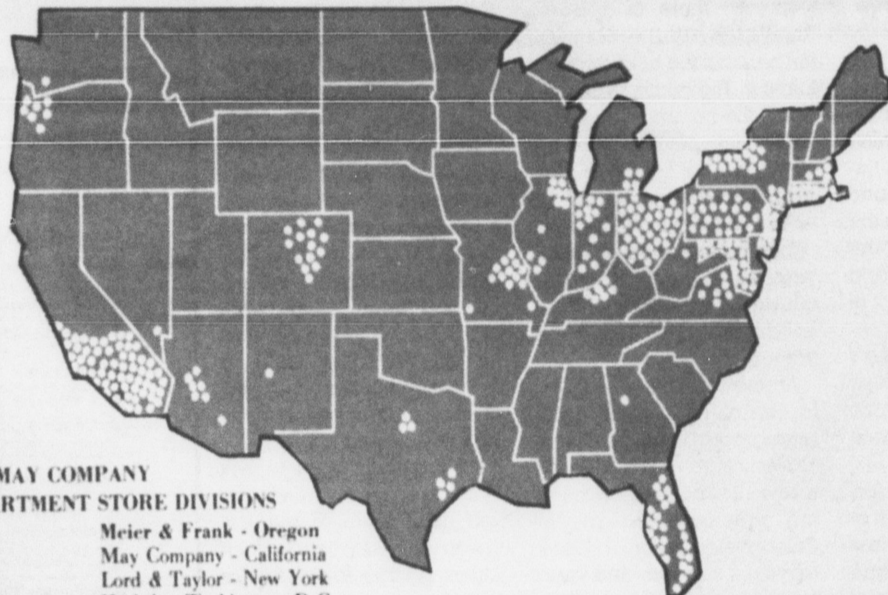 MAY COMPANY
RTMENT STORE DIVISIONS
Meier & Frank - Oregon
May Company - California
Lord & Taylor - New York